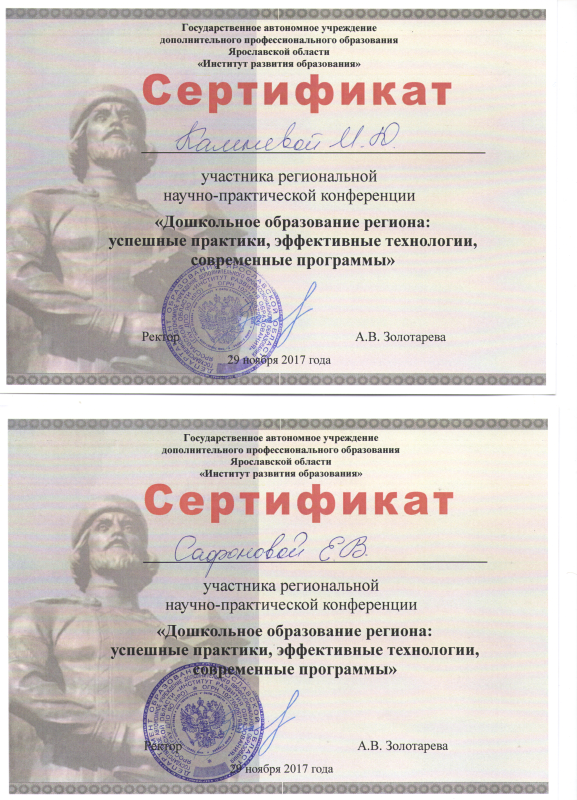 Государственное автономное учреждение
дополнительного профессионального образования
Ярославской области
«Институт развития образования»
Сертификат
Камневой М.Ю.
участника региональной
научно-практической конференции
«Дошкольное образование региона:
успешные практики, эффективные технологии,
современные программы»
Ректор А.В. Золотарева
29 ноября 2017 года
Государственное автономное учреждение
дополнительного профессионального образования
Ярославской области
«Институт развития образования»
Сертификат
Сафоновой Е.В.
участника региональной
научно-практической конференции
«Дошкольное образование региона:
успешные практики, эффективные технологии,
современные программы»
Ректор А.В. Золотарева
29 ноября 2017 года